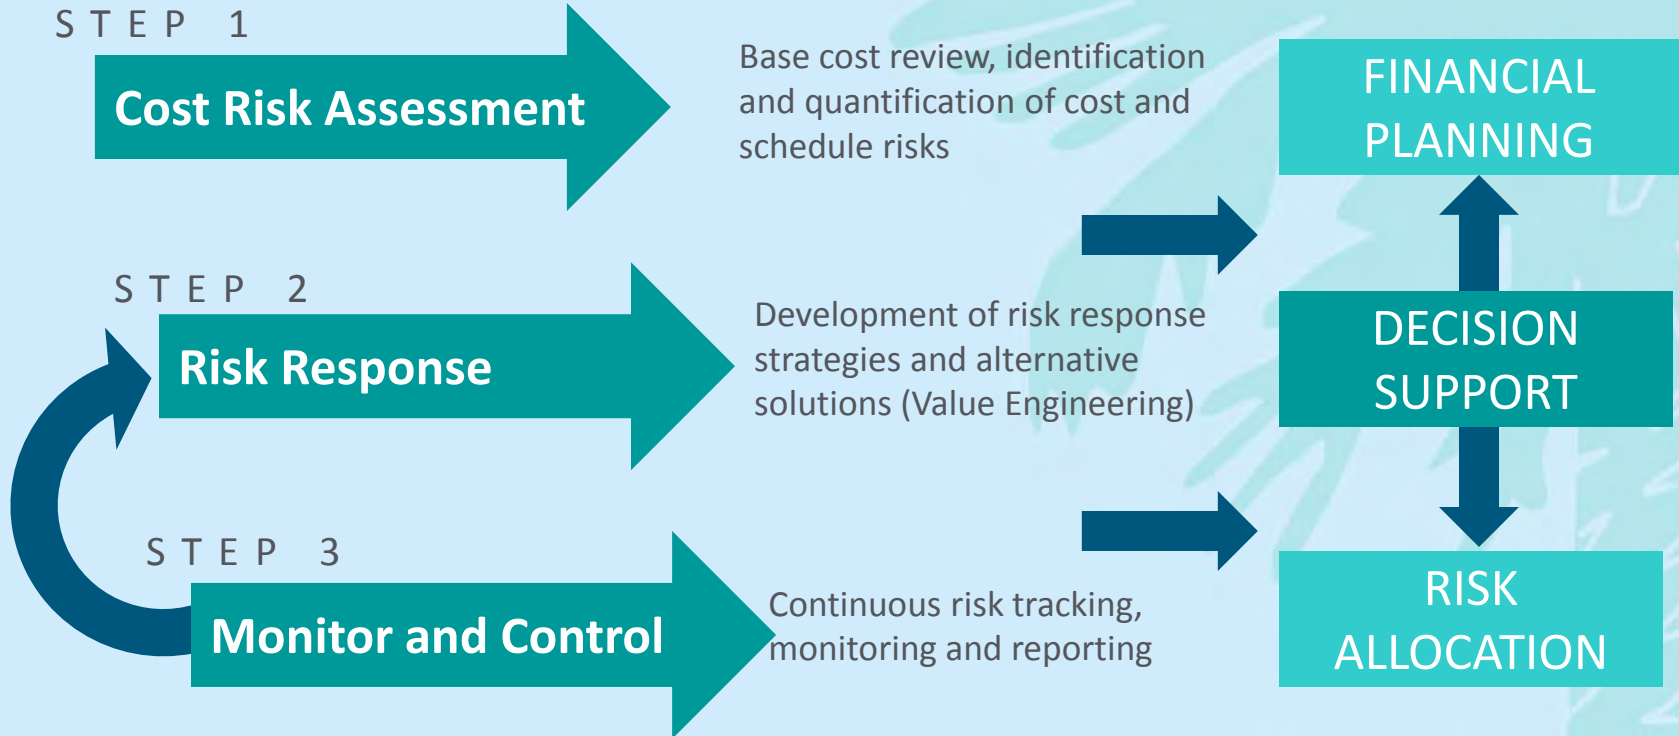 STEP 1
Cost Risk Assessment
Base cost review, identification
and quantification of cost and
schedule risks
STEP 2
Risk Response
Development of risk response
strategies and alternative
solutions (Value Engineering)
STEP 3
Monitor and Control
Continuous risk tracking,
monitoring and reporting
FINANCIAL
PLANNING
DECISION
SUPPORT
RISK
ALLOCATION